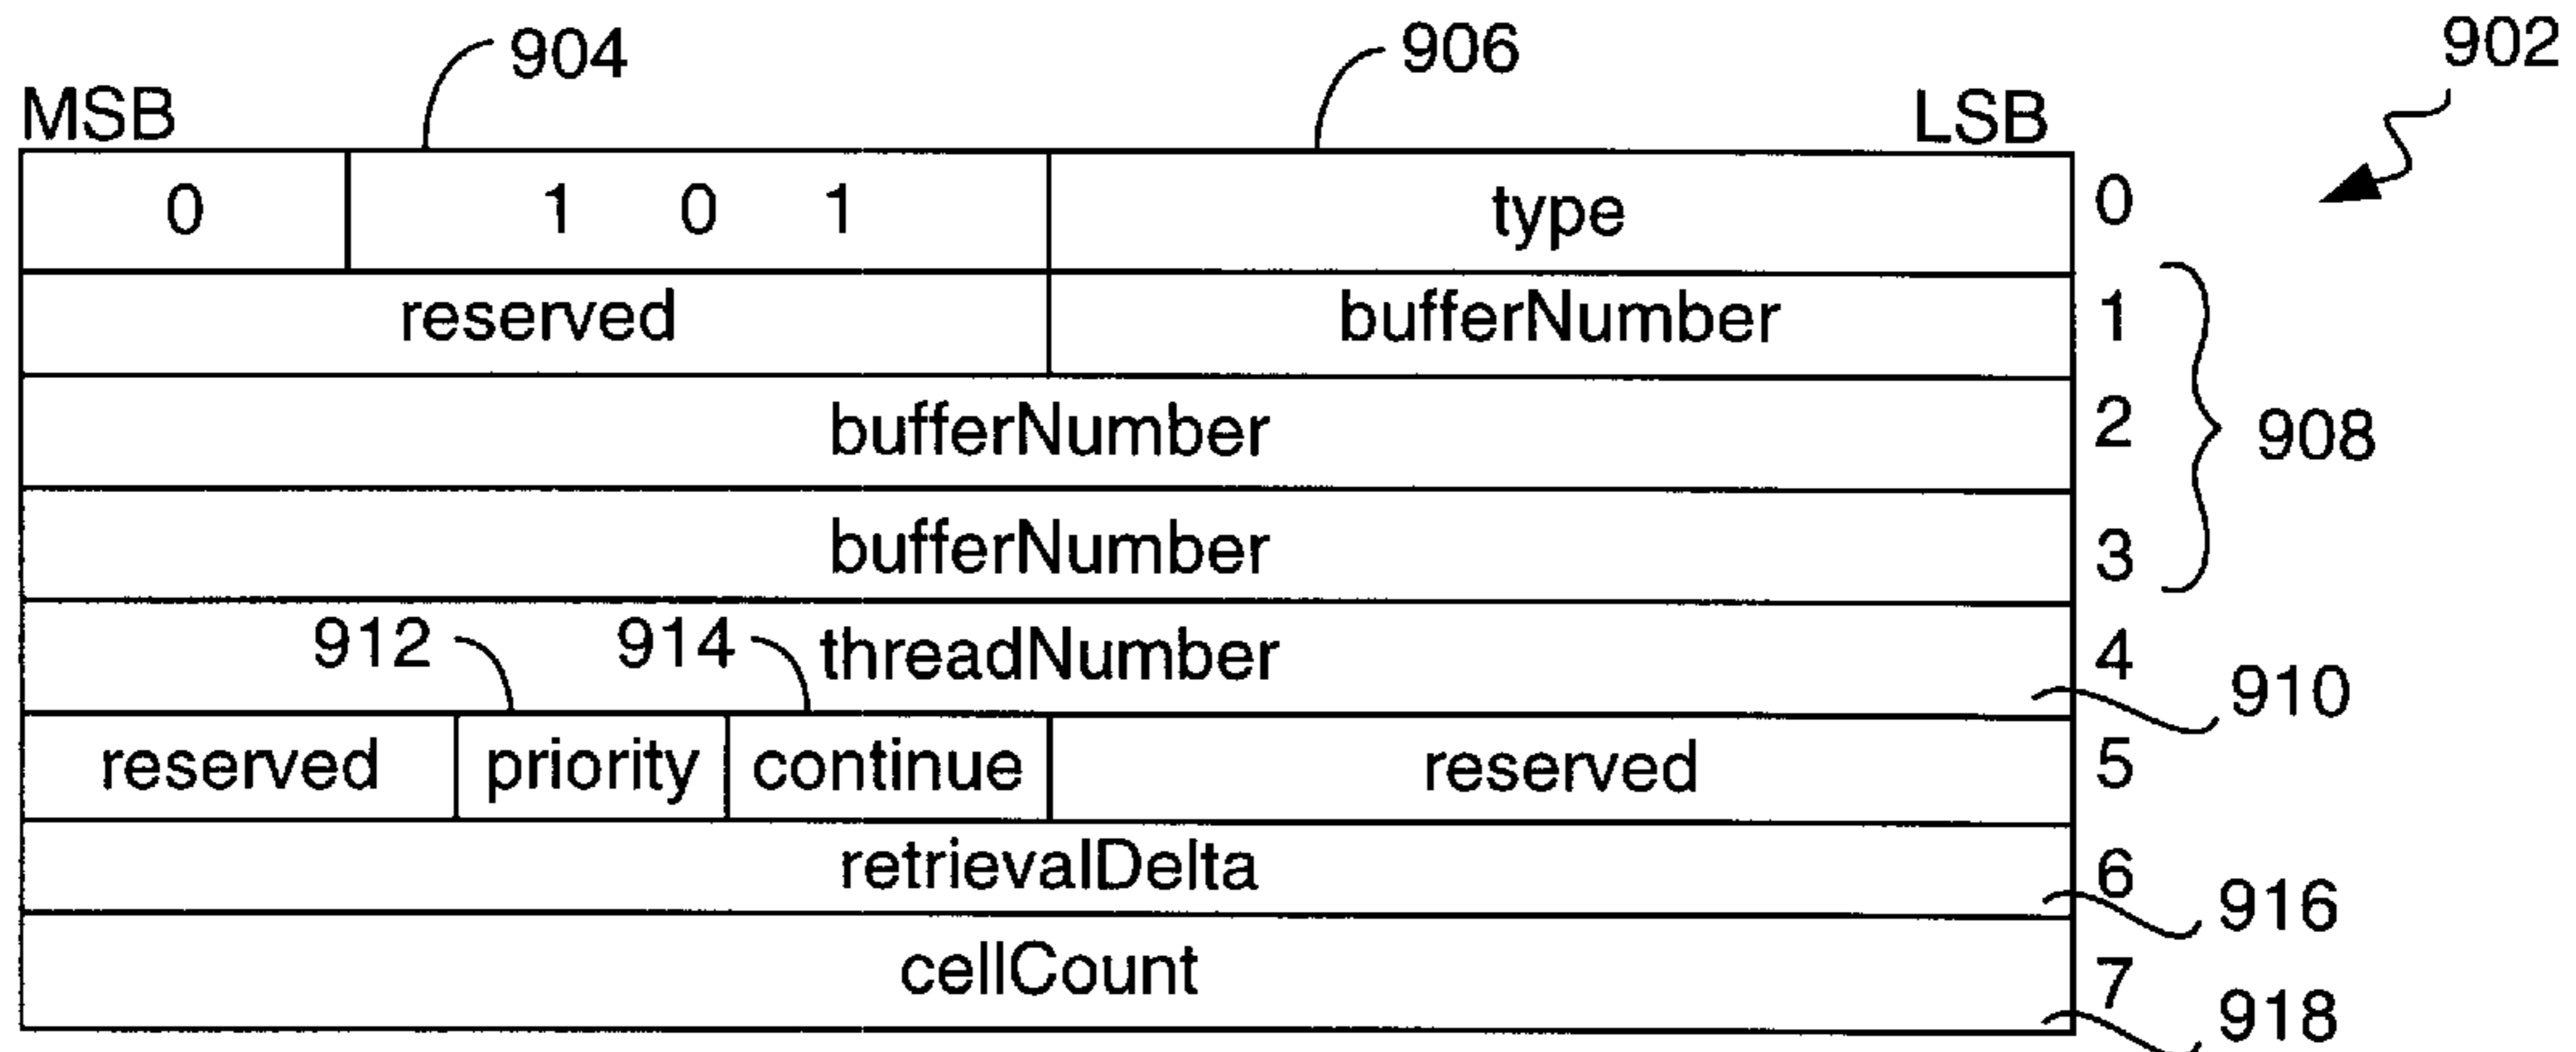 904 906 902
MSB LSB
0 1 0 1 type 0
reserved bufferNumber 1
bufferNumber 2 908
bufferNumber 3
912 914 threadNumber 4 910
reserved priority continue reserved 5
retrievalDelta 6 916
cellCount 7 918